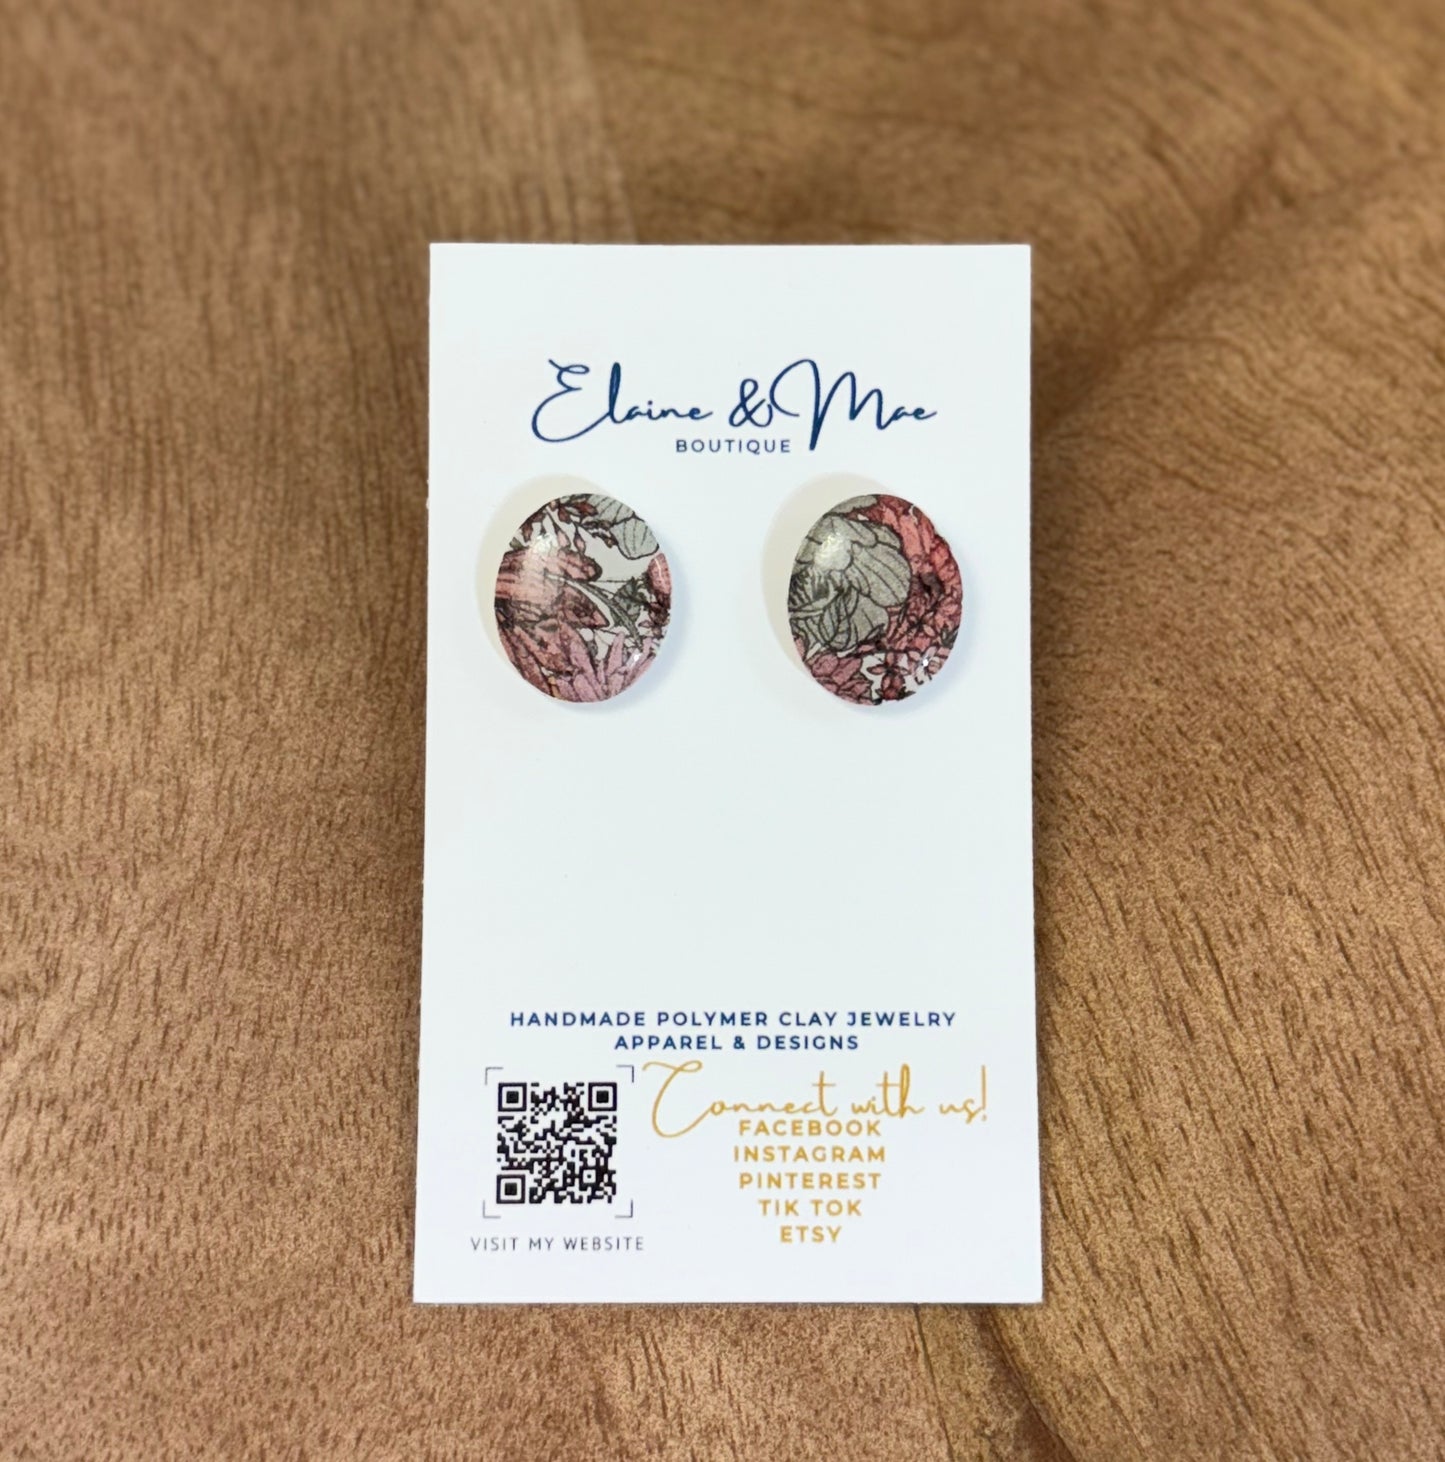 Elaine & Mae
BOUTIQUE
HANDMADE POLYMER CLAY JEWELRY
APPAREL & DESIGNS
Connect with us!
FACEBOOK
INSTAGRAM
PINTEREST
TIK TOK
ETSY
VISIT MY WEBSITE